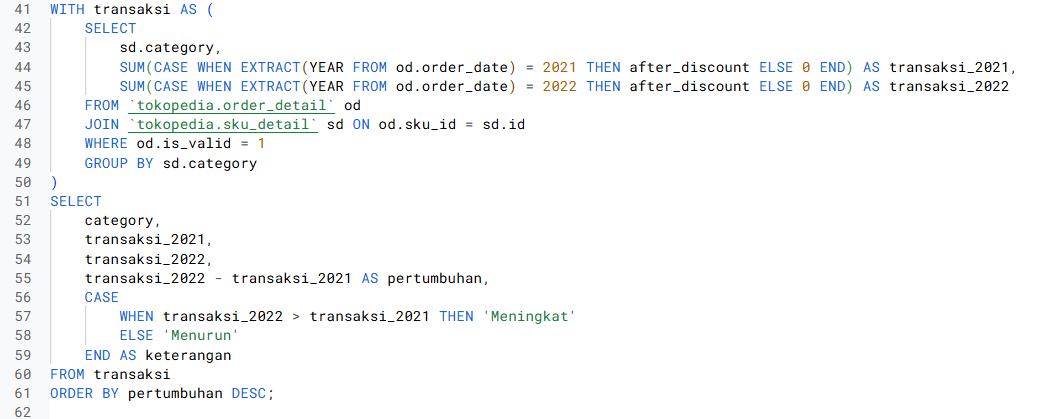 41 WITH transaksi AS (
42     SELECT
43         sd.category,
44         SUM(CASE WHEN EXTRACT(YEAR FROM od.order_date) = 2021 THEN after_discount ELSE 0 END) AS transaksi_2021,
45         SUM(CASE WHEN EXTRACT(YEAR FROM od.order_date) = 2022 THEN after_discount ELSE 0 END) AS transaksi_2022
46     FROM `tokopedia.order_detail` od
47     JOIN `tokopedia.sku_detail` sd ON od.sku_id = sd.id
48     WHERE od.is_valid = 1
49     GROUP BY sd.category
50 )
51 SELECT
52     category,
53     transaksi_2021,
54     transaksi_2022,
55     transaksi_2022 - transaksi_2021 AS pertumbuhan,
56     CASE
57         WHEN transaksi_2022 > transaksi_2021 THEN 'Meningkat'
58         ELSE 'Menurun'
59     END AS keterangan
60 FROM transaksi
61 ORDER BY pertumbuhan DESC;
62